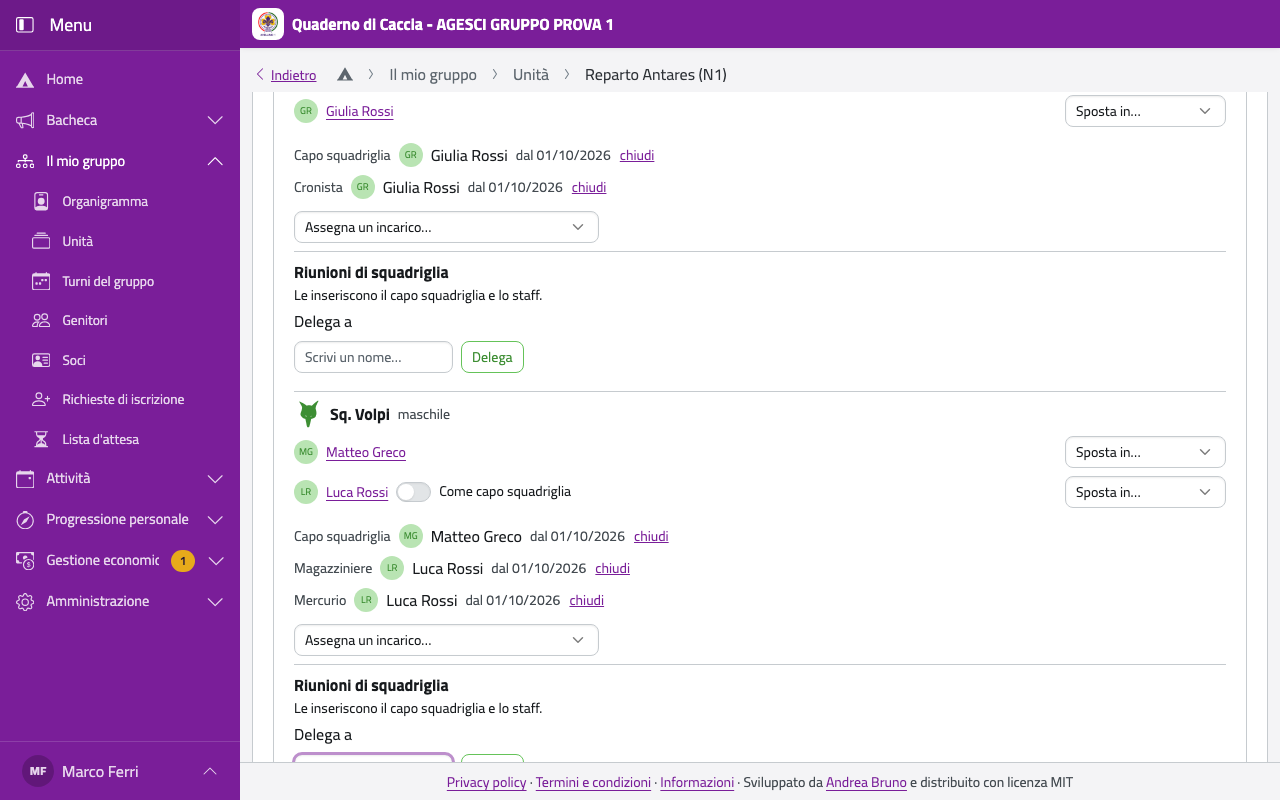 Menu
Quaderno di Caccia - AGESCI GRUPPO PROVA 1
Indietro
Il mio gruppo
Unità
Reparto Antares (N1)
Home
Bacheca
Il mio gruppo
Organigramma
Unità
Turni del gruppo
Genitori
Soci
Richieste di iscrizione
Lista d'attesa
Attività
Progressione personale
Gestione economic 1
Amministrazione
MF Marco Ferri
GR Giulia Rossi Sposta in...
Capo squadriglia GR Giulia Rossi dal 01/10/2026 chiudi
Cronista GR Giulia Rossi dal 01/10/2026 chiudi
Assegna un incarico...
Riunioni di squadriglia
Le inseriscono il capo squadriglia e lo staff.
Delega a
Scrivi un nome... Delega
Sq. Volpi maschile
MG Matteo Greco Sposta in...
LR Luca Rossi Come capo squadriglia Sposta in...
Capo squadriglia MG Matteo Greco dal 01/10/2026 chiudi
Magazziniere LR Luca Rossi dal 01/10/2026 chiudi
Mercurio LR Luca Rossi dal 01/10/2026 chiudi
Assegna un incarico...
Riunioni di squadriglia
Le inseriscono il capo squadriglia e lo staff.
Delega a
Privacy policy · Termini e condizioni · Informazioni · Sviluppato da Andrea Bruno e distribuito con licenza MIT